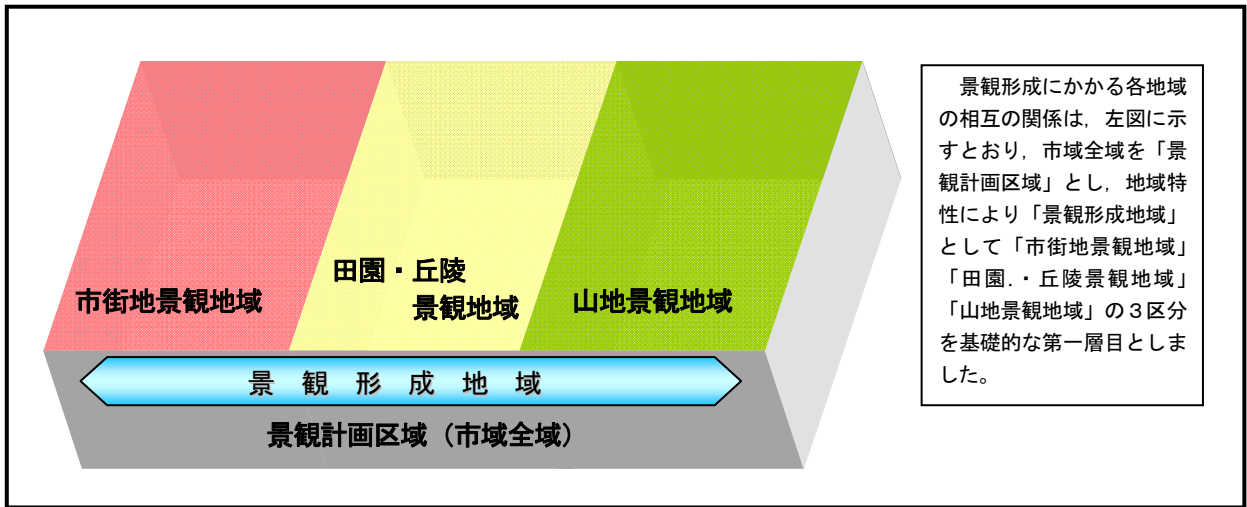 市街地景観地域
田園・丘陵
景観地域
山地景観地域
景観形成地域
景観計画区域（市域全域）
景観形成にかかる各地域
の相互の関係は，左図に示
すとおり，市域全域を「景
観計画区域」とし，地域特
性により「景観形成地域」
として「市街地景観地域」
「田園.・丘陵景観地域」
「山地景観地域」の３区分
を基礎的な第一層目としま
した。